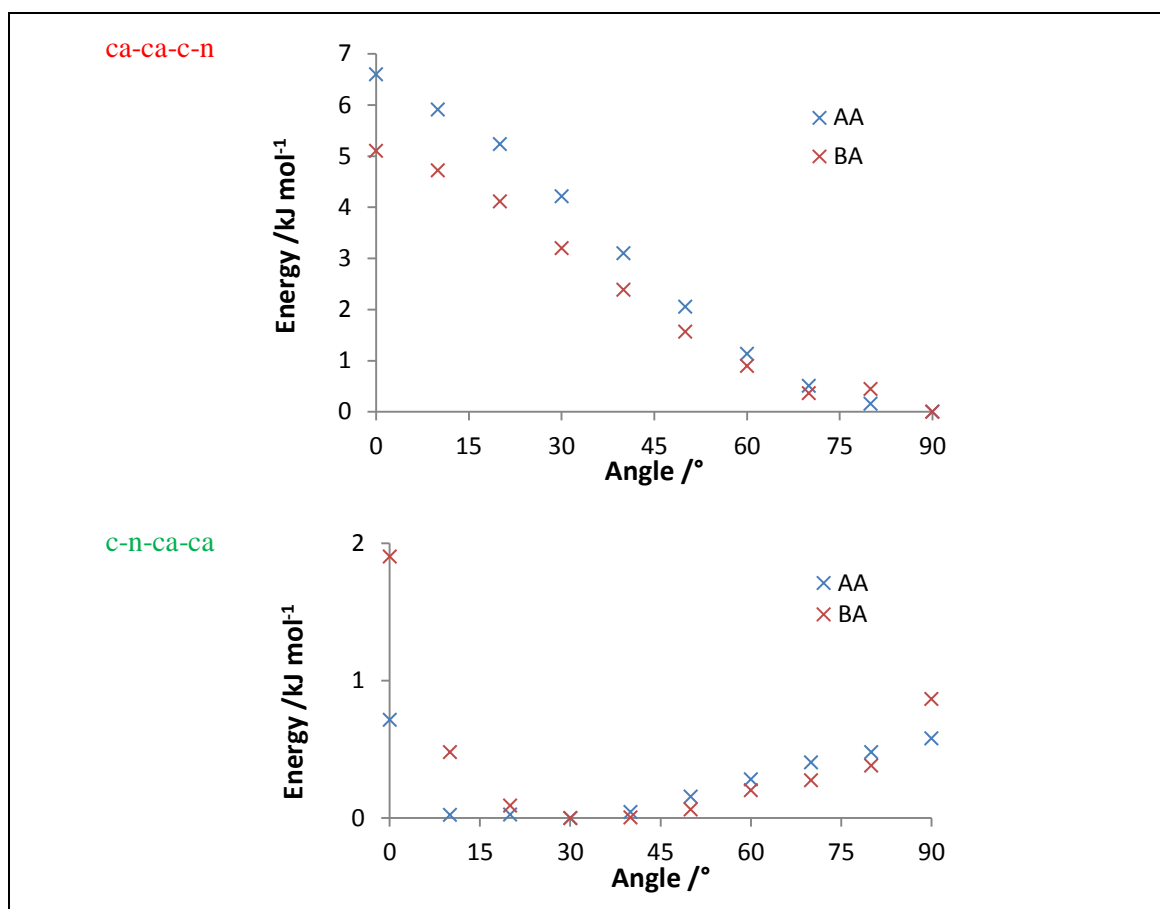 ca-ca-c-n
7
6
5
4
3
2
1
0
Energy /kJ mol⁻¹
AA
BA
0 15 30 45 60 75 90
Angle /°
c-n-ca-ca
2
1
0
Energy /kJ mol⁻¹
AA
BA
0 15 30 45 60 75 90
Angle /°